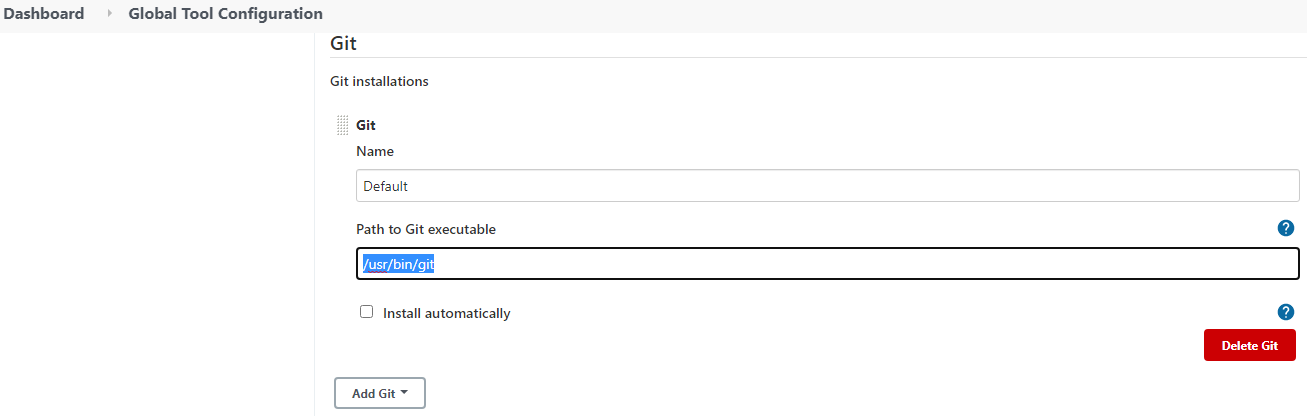 Dashboard Global Tool Configuration
Git
Git installations
Git
Name
Default
Path to Git executable
?
/usr/bin/git
Install automatically
?
Delete Git
Add Git